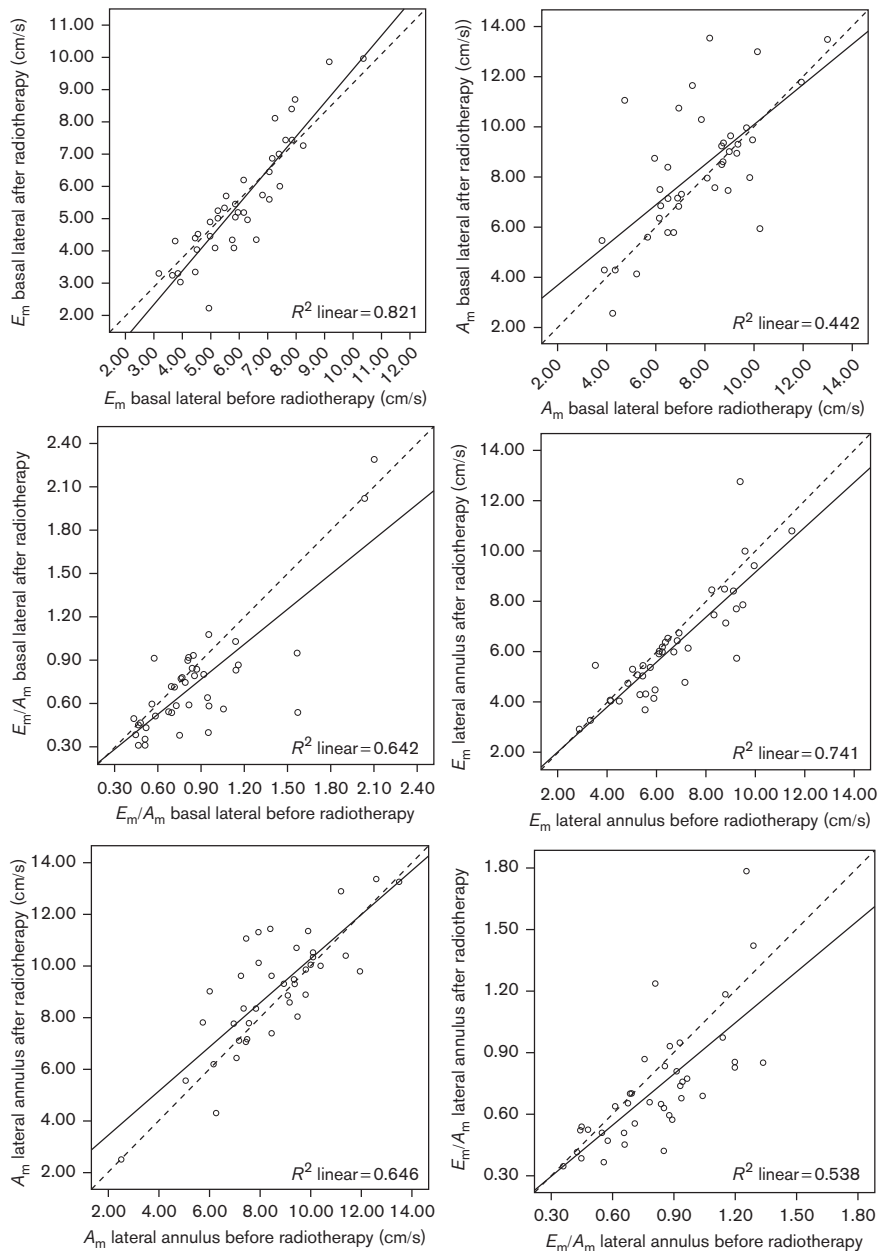 11.00
10.00
9.00
8.00
7.00
6.00
5.00
4.00
3.00
2.00
Em basal lateral after radiotherapy (cm/s)
R2 linear=0.821
2.00 3.00 4.00 5.00 6.00 7.00 8.00 9.00 10.00 11.00 12.00
Em basal lateral before radiotherapy (cm/s)
14.00
12.00
10.00
8.00
6.00
4.00
2.00
Am basal lateral after radiotherapy (cm/s))
R2 linear=0.442
2.00 4.00 6.00 8.00 10.00 12.00 14.00
Am basal lateral before radiotherapy (cm/s)
2.40
2.10
1.80
1.50
1.20
0.90
0.60
0.30
Em/Am basal lateral after radiotherapy
R2 linear=0.642
0.30 0.60 0.90 1.20 1.50 1.80 2.10 2.40
Em/Am basal lateral before radiotherapy
14.00
12.00
10.00
8.00
6.00
4.00
2.00
Em lateral annulus after radiotherapy (cm/s)
R2 linear=0.741
2.00 4.00 6.00 8.00 10.00 12.00 14.00
Em lateral annulus before radiotherapy (cm/s)
14.00
12.00
10.00
8.00
6.00
4.00
2.00
Am lateral annulus after radiotherapy (cm/s)
R2 linear=0.646
2.00 4.00 6.00 8.00 10.00 12.00 14.00
Am lateral annulus before radiotherapy (cm/s)
1.80
1.50
1.20
0.90
0.60
0.30
Em/Am lateral annulus after radiotherapy
R2 linear=0.538
0.30 0.60 0.90 1.20 1.50 1.80
Em/Am lateral annulus before radiotherapy